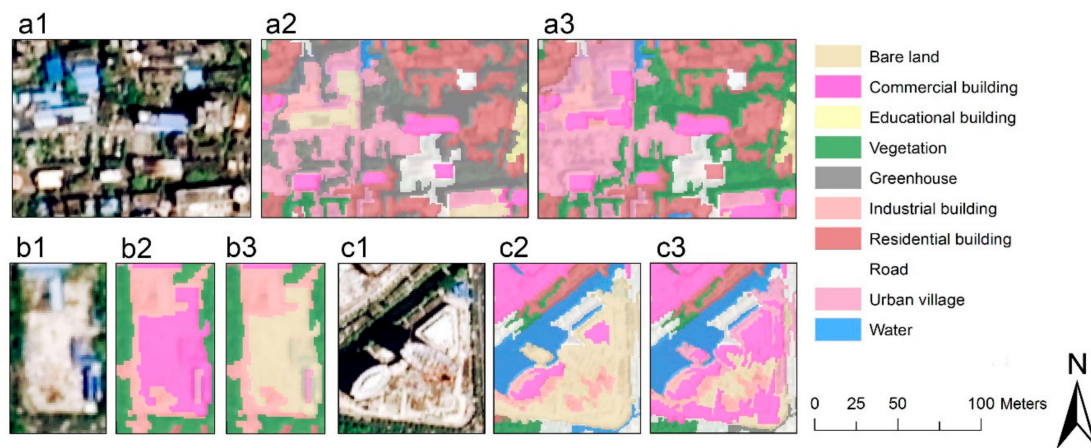 a1
a2
a3
Bare land
Commercial building
Educational building
Vegetation
Greenhouse
Industrial building
Residential building
Road
Urban village
Water
b1
b2
b3
c1
c2
c3
N
0 25 50 100 Meters